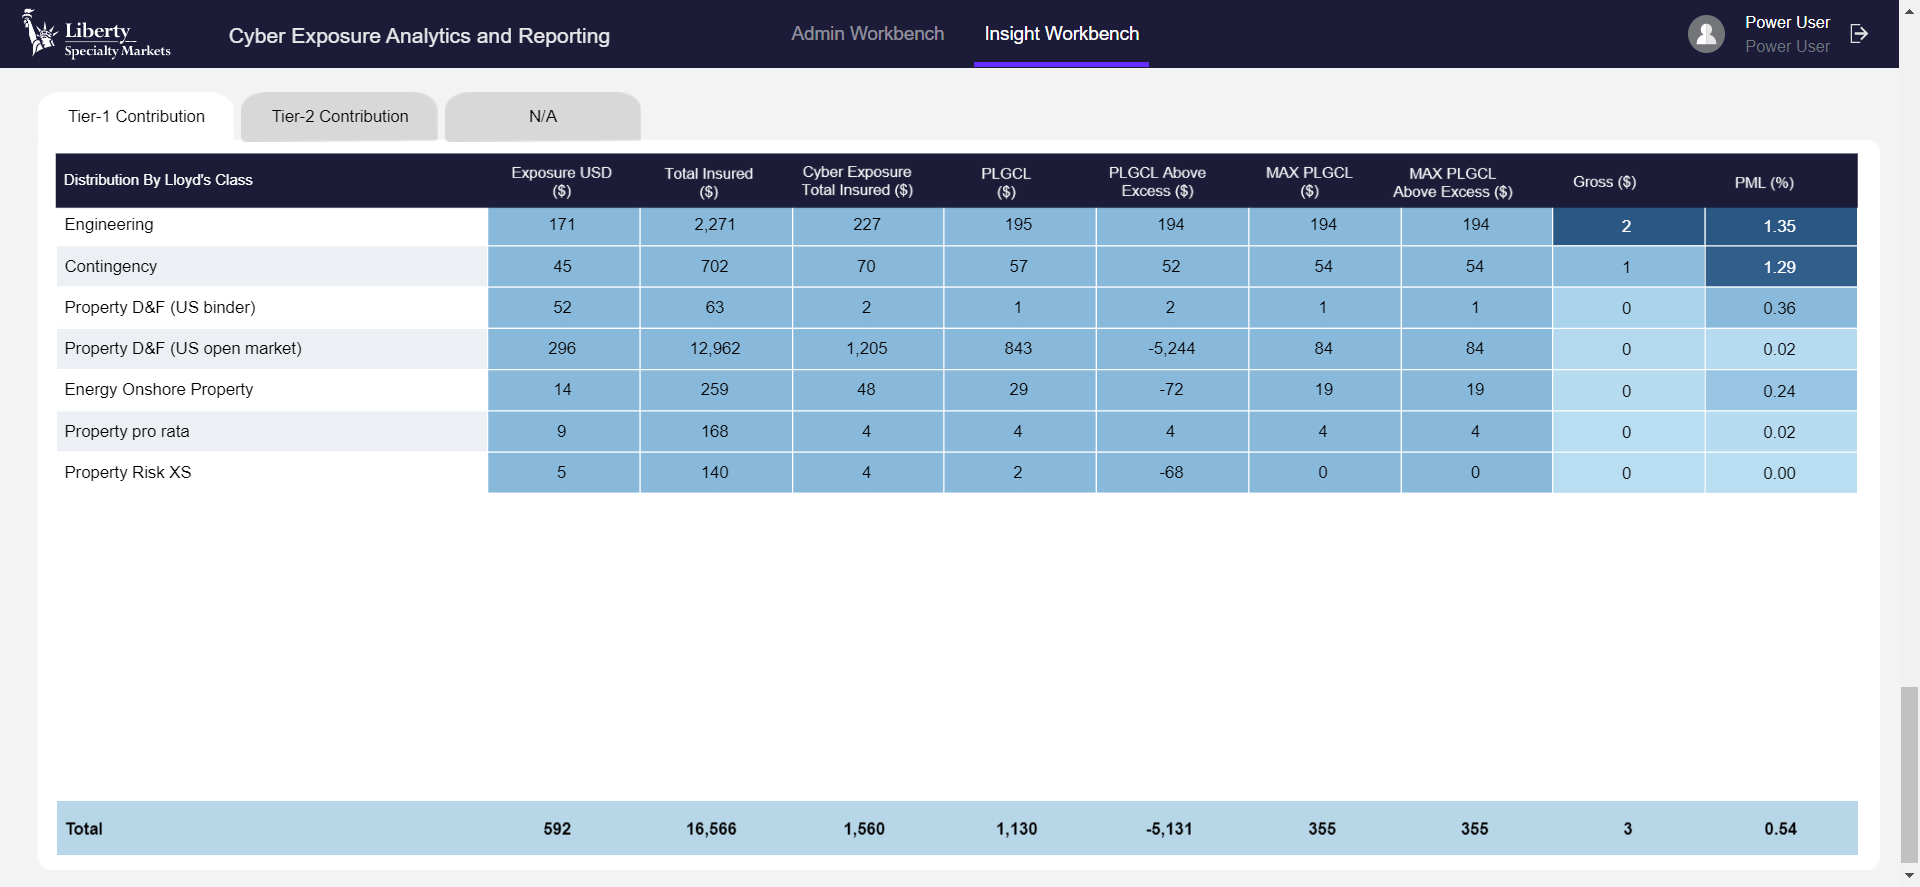 Liberty
Specialty Markets
Cyber Exposure Analytics and Reporting
Admin Workbench
Insight Workbench
Power User
Power User
Tier-1 Contribution
Tier-2 Contribution
N/A
Distribution By Lloyd's Class
Exposure USD
($)
Total Insured
($)
Cyber Exposure
Total Insured ($)
PLGCL
($)
PLGCL Above
Excess ($)
MAX PLGCL
($)
MAX PLGCL
Above Excess ($)
Gross ($)
PML (%)
Engineering 171 2,271 227 195 194 194 194 2 1.35
Contingency 45 702 70 57 52 54 54 1 1.29
Property D&F (US binder) 52 63 2 1 2 1 1 0 0.36
Property D&F (US open market) 296 12,962 1,205 843 -5,244 84 84 0 0.02
Energy Onshore Property 14 259 48 29 -72 19 19 0 0.24
Property pro rata 9 168 4 4 4 4 4 0 0.02
Property Risk XS 5 140 4 2 -68 0 0 0 0.00
Total 592 16,566 1,560 1,130 -5,131 355 355 3 0.54